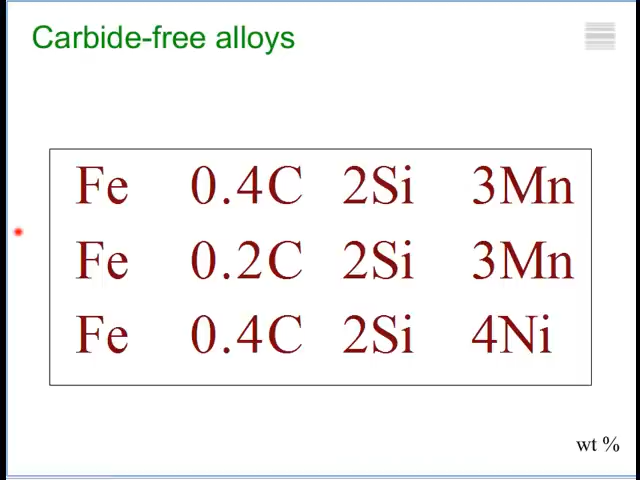 Carbide-free alloys
Fe 0.4C 2Si 3Mn
Fe 0.2C 2Si 3Mn
Fe 0.4C 2Si 4Ni
wt %